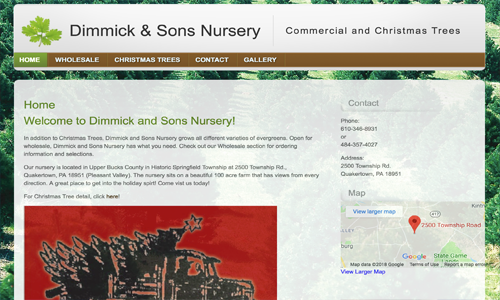 Dimmick & Sons Nursery
Commercial and Christmas Trees
HOME WHOLESALE CHRISTMAS TREES CONTACT GALLERY
Home
Welcome to Dimmick and Sons Nursery!
In addition to Christmas Trees, Dimmick and Sons Nursery grows all different varieties of evergreens. Open for
wholesale, Dimmick and Sons Nursery has what you need. Check out our Wholesale section for ordering
information and selections.
Our nursery is located in Upper Bucks County in Historic Springfield Township at 2500 Township Rd.,
Quakertown, PA 18951 (Pleasant Valley). The nursery sits on a beautiful 100 acre farm that has views from every
direction. A great place to get into the holiday spirit! Come vist us today!
For Christmas Tree detail, click here!
Contact
Phone:
610-346-8931
or
484-357-4027
Address:
2500 Township Rd.
Quakertown, PA 18951
Map
View larger map
2500 Township Road
burg
State Game
Google
Map data ©2018 Google Terms of Use Report a map error
View Larger Map